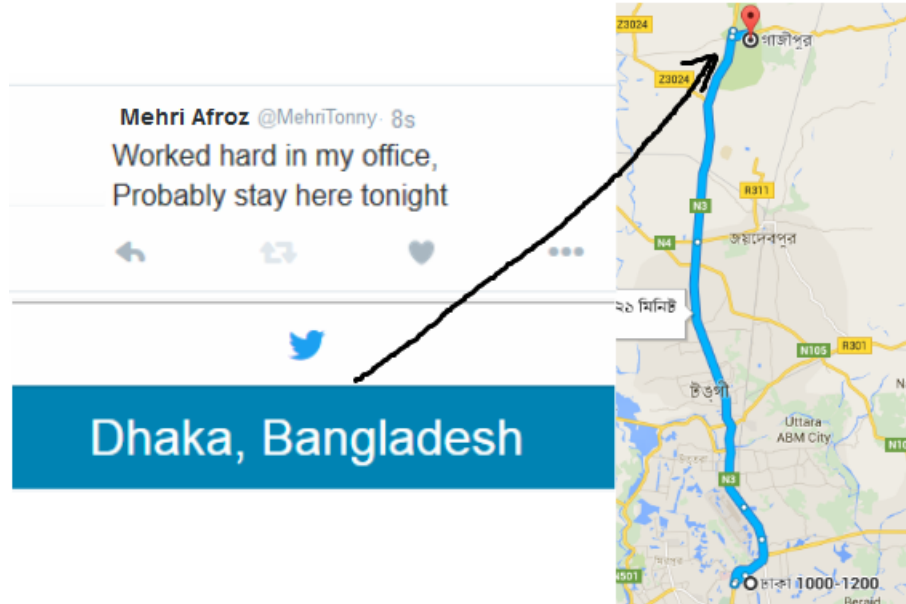 Mehri Afroz @MehriTonny · 8s
Worked hard in my office,
Probably stay here tonight
Dhaka, Bangladesh
Z3024
গাজীপুর
Z3024
R311
N3
N4
জয়দেবপুর
২১ মিনিট
N105
R301
টঙ্গী
Uttara
ABM City
N3
N501
ঢাকা 1000-1200
Beraid